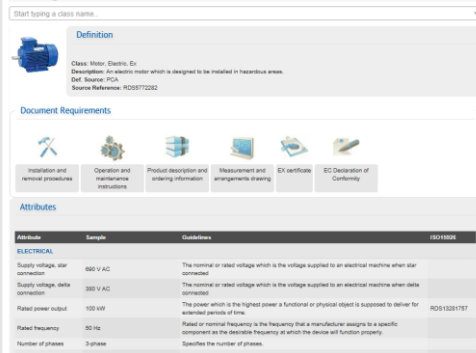 Start typing a class name..
Definition
Class: Motor, Electric, Ex
Description: An electric motor which is designed to be installed in hazardous areas.
Def. Source: PCA
Source Reference: RDS5772282
Document Requirements
Installation and
removal procedures
Operation and
maintenance
instructions
Product description and
ordering information
Measurement and
arrangements drawing
EX certificate
EC Declaration of
Conformity
Attributes
Attribute Sample Guidelines ISO15926
ELECTRICAL
Supply voltage, star
connection
690 V AC
The nominal or rated voltage which is the voltage supplied to an electrical machine when star
connected
Supply voltage, delta
connection
380 V AC
The nominal or rated voltage which is the voltage supplied to an electrical machine when delta
connected
Rated power output
100 kW
The power which is the highest power a functional or physical object is supposed to deliver for
extended periods of time.
RDS13281757
Rated frequency
50 Hz
Rated or nominal frequency is the frequency that a manufacturer assigns to a specific
component as the desirable frequency at which the device will function properly.
Number of phases
3-phase
Specifies the number of phases.